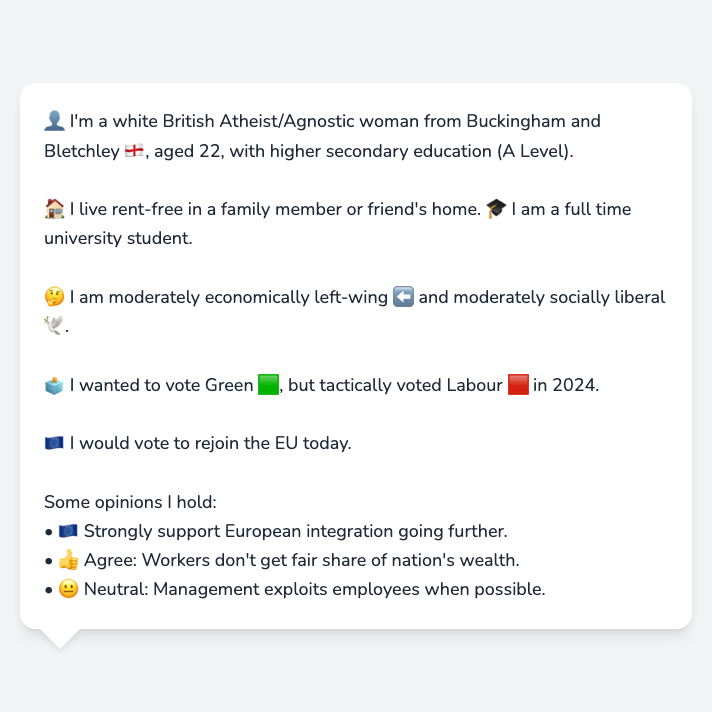 👤 I'm a white British Atheist/Agnostic woman from Buckingham and
Bletchley 🏴󠁧󠁢󠁥󠁮󠁧󠁿, aged 22, with higher secondary education (A Level).
🏠 I live rent-free in a family member or friend's home. 🎓 I am a full time
university student.
🤔 I am moderately economically left-wing ⬅️ and moderately socially liberal
🕊️.
🗳️ I wanted to vote Green 🟩, but tactically voted Labour 🟥 in 2024.
🇪🇺 I would vote to rejoin the EU today.
Some opinions I hold:
• 🇪🇺 Strongly support European integration going further.
• 👍 Agree: Workers don't get fair share of nation's wealth.
• 😐 Neutral: Management exploits employees when possible.